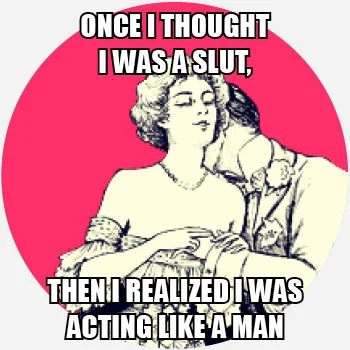 ONCE I THOUGHT
I WAS A SLUT,
THEN I REALIZED I WAS
ACTING LIKE A MAN